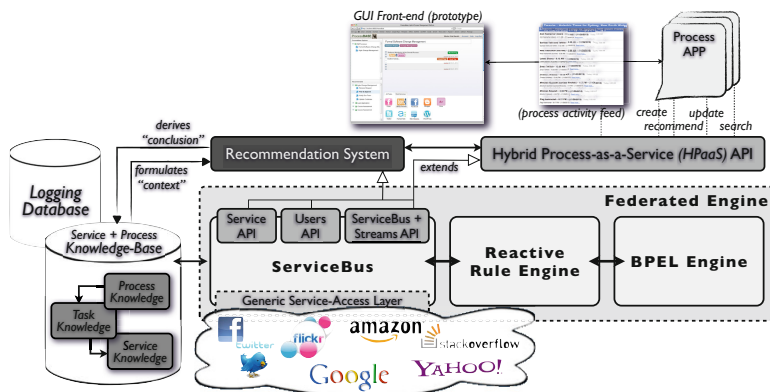 GUI Front-end (prototype)
Process
APP
(process activity feed)
create
recommend
update
search
derives
"conclusion"
formulates
"context"
Recommendation System
extends
Hybrid Process-as-a-Service (HPaaS) API
Logging
Database
Service + Process
Knowledge-Base
Process
Knowledge
Task
Knowledge
Service
Knowledge
Federated Engine
Service
API
Users
API
ServiceBus +
Streams API
ServiceBus
Reactive
Rule Engine
BPEL Engine
Generic Service-Access Layer
twitter
flickr
amazon
stackoverflow
Google
YAHOO!